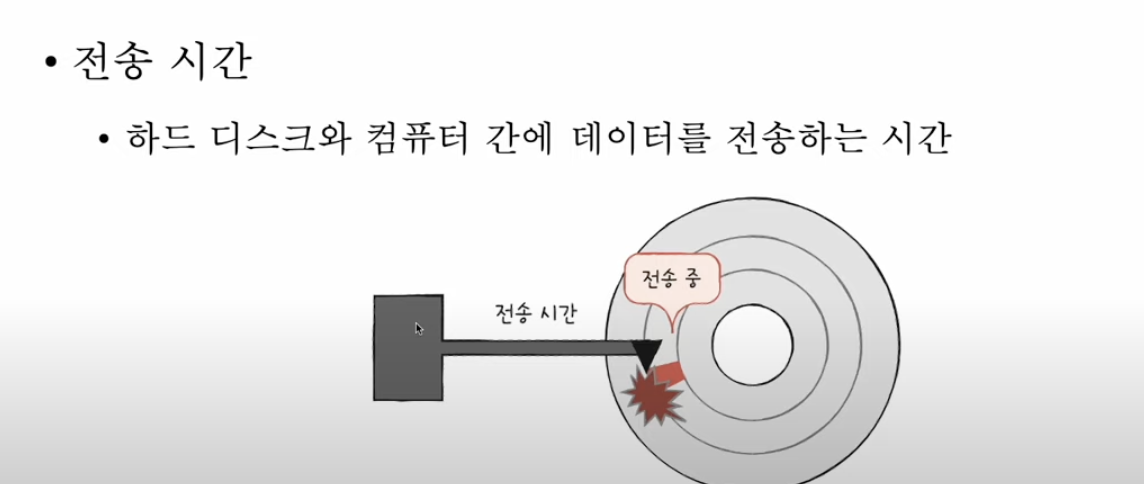 • 전송 시간
• 하드 디스크와 컴퓨터 간에 데이터를 전송하는 시간
전송 중
전송 시간